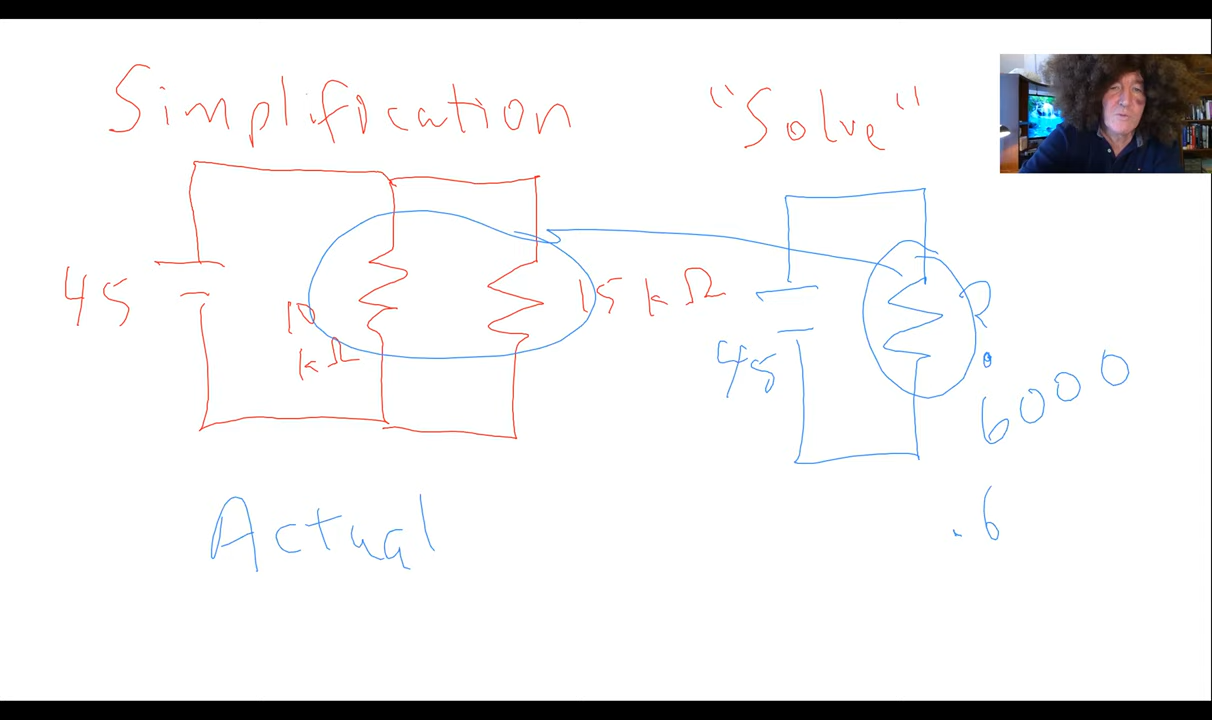 Simplification
"Solve"
45
10
kΩ
15 kΩ
45
R
6000
.6
Actual